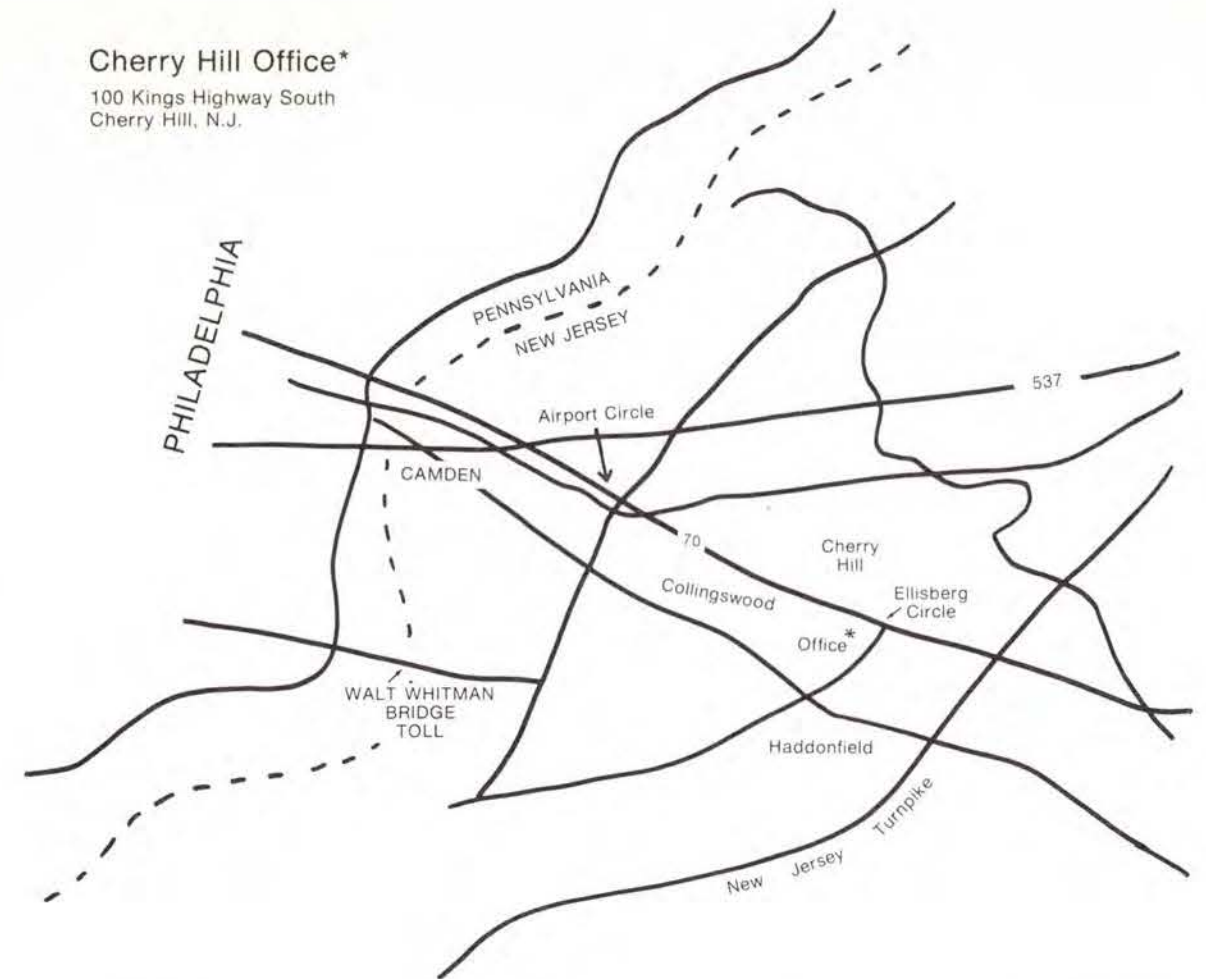 Cherry Hill Office*
100 Kings Highway South
Cherry Hill, N.J.
PHILADELPHIA
PENNSYLVANIA
NEW JERSEY
537
Airport Circle
CAMDEN
70
Cherry
Hill
Collingswood
Ellisberg
Circle
Office*
WALT WHITMAN
BRIDGE
TOLL
Haddonfield
New Jersey Turnpike